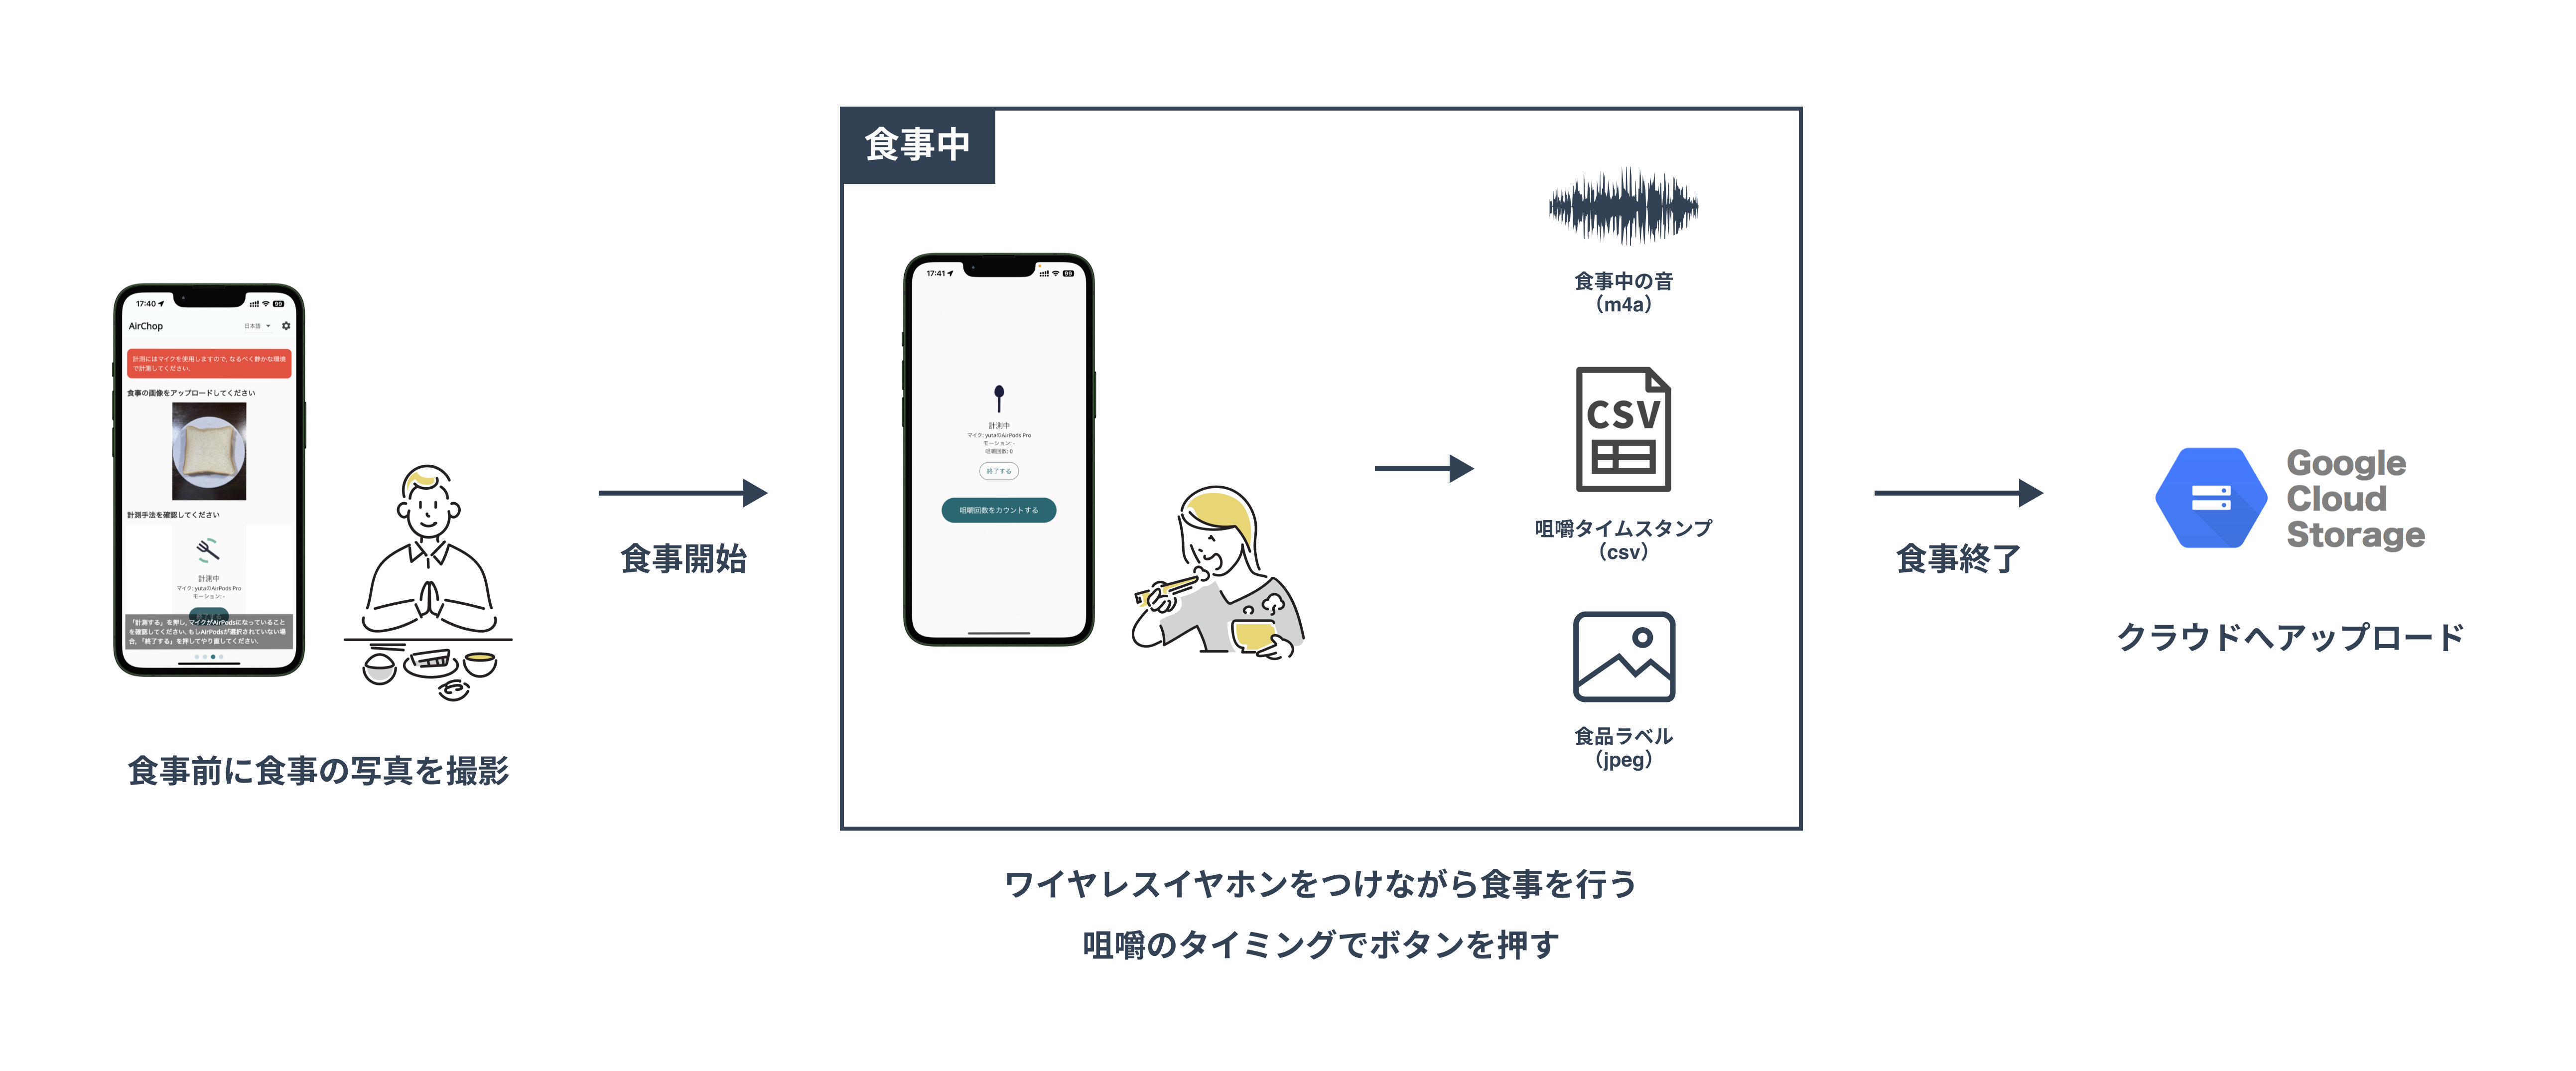 17:40
99
AirChop
日本語
計測にはマイクを使用しますので, なるべく静かな環境
で計測してください.
食事の画像をアップロードしてください
計測手法を確認してください
計測中
マイク: yutaのAirPods Pro
モーション: -
「計測する」を押し, マイクがAirPodsになっていること
を確認してください. もしAirPodsが選択されていない場
合, 「終了する」を押してやり直してください.
食事前に食事の写真を撮影
食事開始
食事中
17:41
99
計測中
マイク: yutaのAirPods Pro
モーション: -
咀嚼回数: 0
終了する
咀嚼回数をカウントする
食事中の音
（m4a）
CSV
咀嚼タイムスタンプ
（csv）
食品ラベル
（jpeg）
ワイヤレスイヤホンをつけながら食事を行う
咀嚼のタイミングでボタンを押す
食事終了
Google
Cloud
Storage
クラウドへアップロード